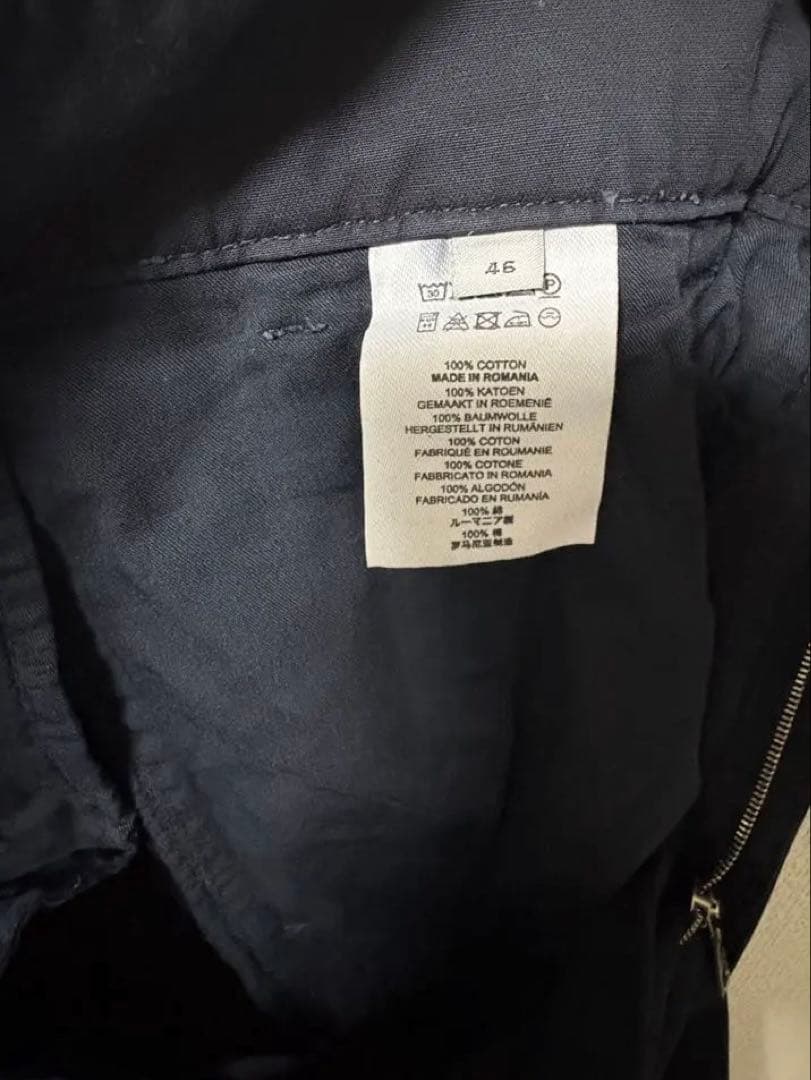 46
30
P
100% COTTON
MADE IN ROMANIA
100% KATOEN
GEMAAKT IN ROEMENIË
100% BAUMWOLLE
HERGESTELLT IN RUMÄNIEN
100% COTON
FABRIQUÉ EN ROUMANIE
100% COTONE
FABBRICATO IN ROMANIA
100% ALGODÓN
FABRICADO EN RUMANÍA
100% 綿
ルーマニア製
100% 棉
罗马尼亚制造